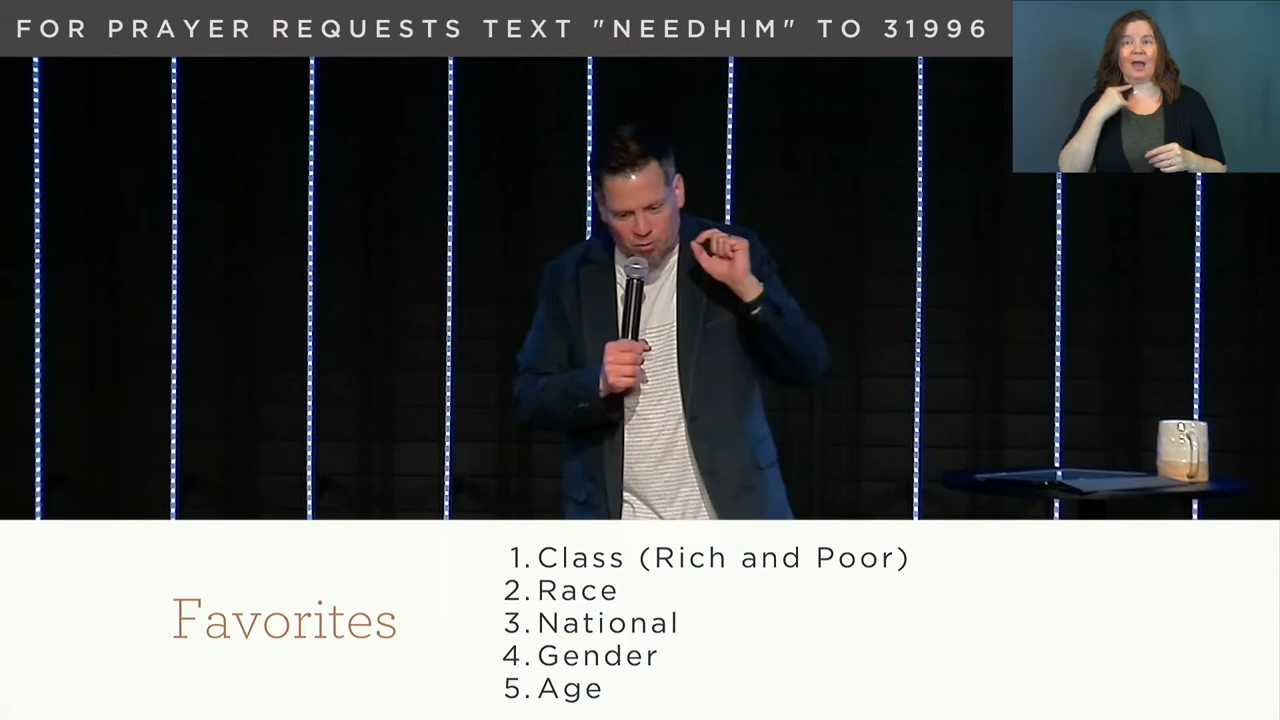 FOR PRAYER REQUESTS TEXT "NEEDHIM" TO 31996
Favorites
1. Class (Rich and Poor)
2. Race
3. National
4. Gender
5. Age